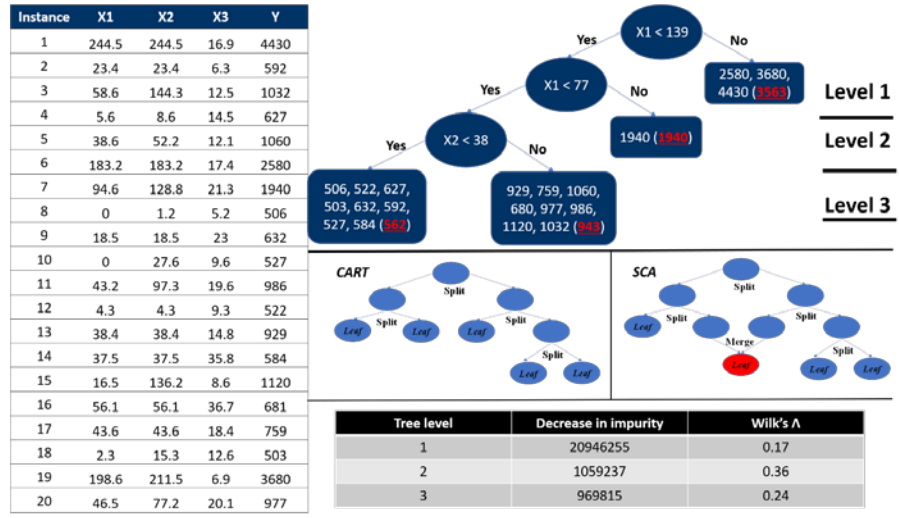 Instance X1 X2 X3 Y
1 244.5 244.5 16.9 4430
2 23.4 23.4 6.3 592
3 58.6 144.3 12.5 1032
4 5.6 8.6 14.5 627
5 38.6 52.2 12.1 1060
6 183.2 183.2 17.4 2580
7 94.6 128.8 21.3 1940
8 0 1.2 5.2 506
9 18.5 18.5 23 632
10 0 27.6 9.6 527
11 43.2 97.3 19.6 986
12 4.3 4.3 9.3 522
13 38.4 38.4 14.8 929
14 37.5 37.5 35.8 584
15 16.5 136.2 8.6 1120
16 56.1 56.1 36.7 681
17 43.6 43.6 18.4 759
18 2.3 15.3 12.6 503
19 198.6 211.5 6.9 3680
20 46.5 77.2 20.1 977
X1 < 139
Yes
No
2580, 3680,
4430 (3563)
Level 1
X1 < 77
Yes
No
1940 (1940)
Level 2
X2 < 38
Yes
No
506, 522, 627,
503, 632, 592,
527, 584 (562)
929, 759, 1060,
680, 977, 986,
1120, 1032 (943)
Level 3
CART
Split
Split
Split
Leaf
Leaf
Leaf
Split
Leaf
Leaf
SCA
Split
Split
Split
Leaf
Merge
Leaf
Split
Leaf
Leaf
Tree level Decrease in impurity Wilk's Λ
1 20946255 0.17
2 1059237 0.36
3 969815 0.24